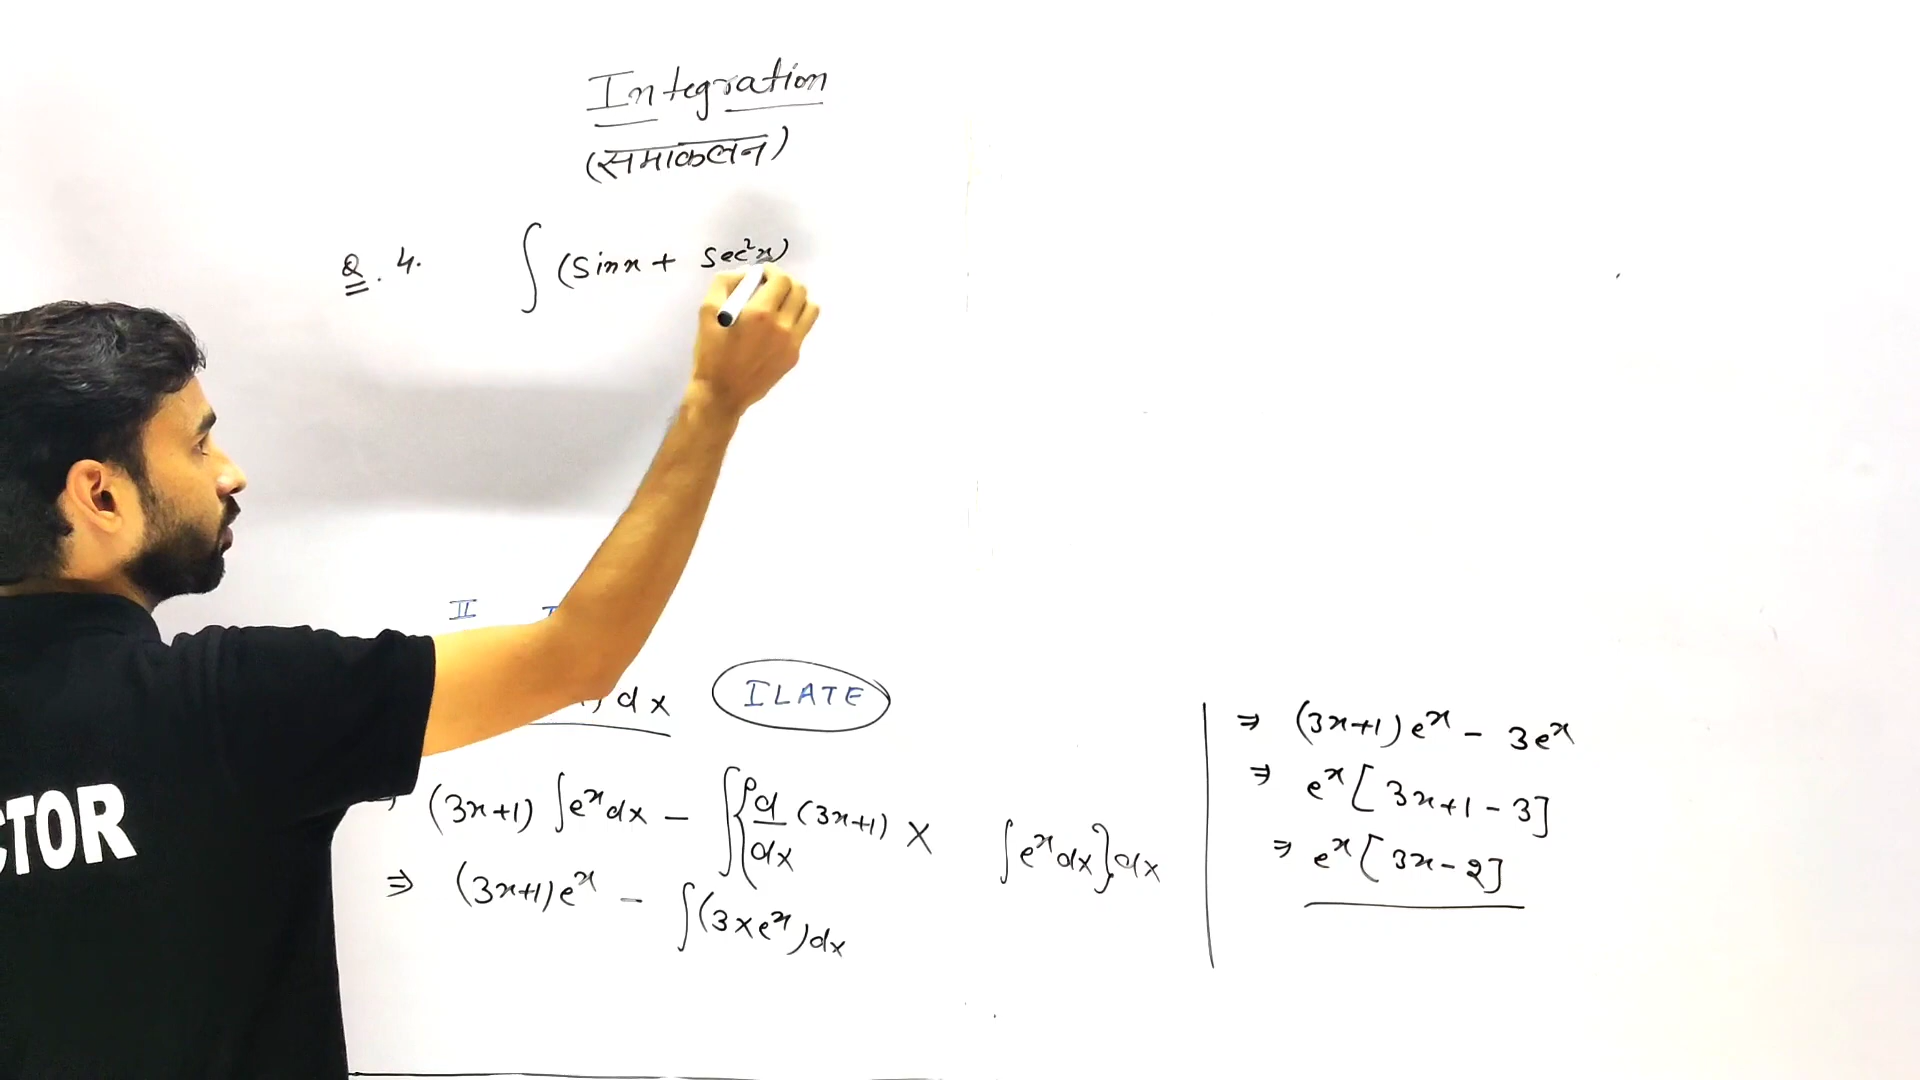 Integration
(समाकलन)
Q. 4. ∫(Sinx + Sec²x)
II
dx ILATE
(3x+1) ∫eˣdx - ∫{d/dx (3x+1) × ∫eˣdx}dx
⇒ (3x+1)eˣ - ∫(3×eˣ)dx
⇒ (3x+1)eˣ - 3eˣ
⇒ eˣ[3x+1-3]
⇒ eˣ[3x-2]
CTOR